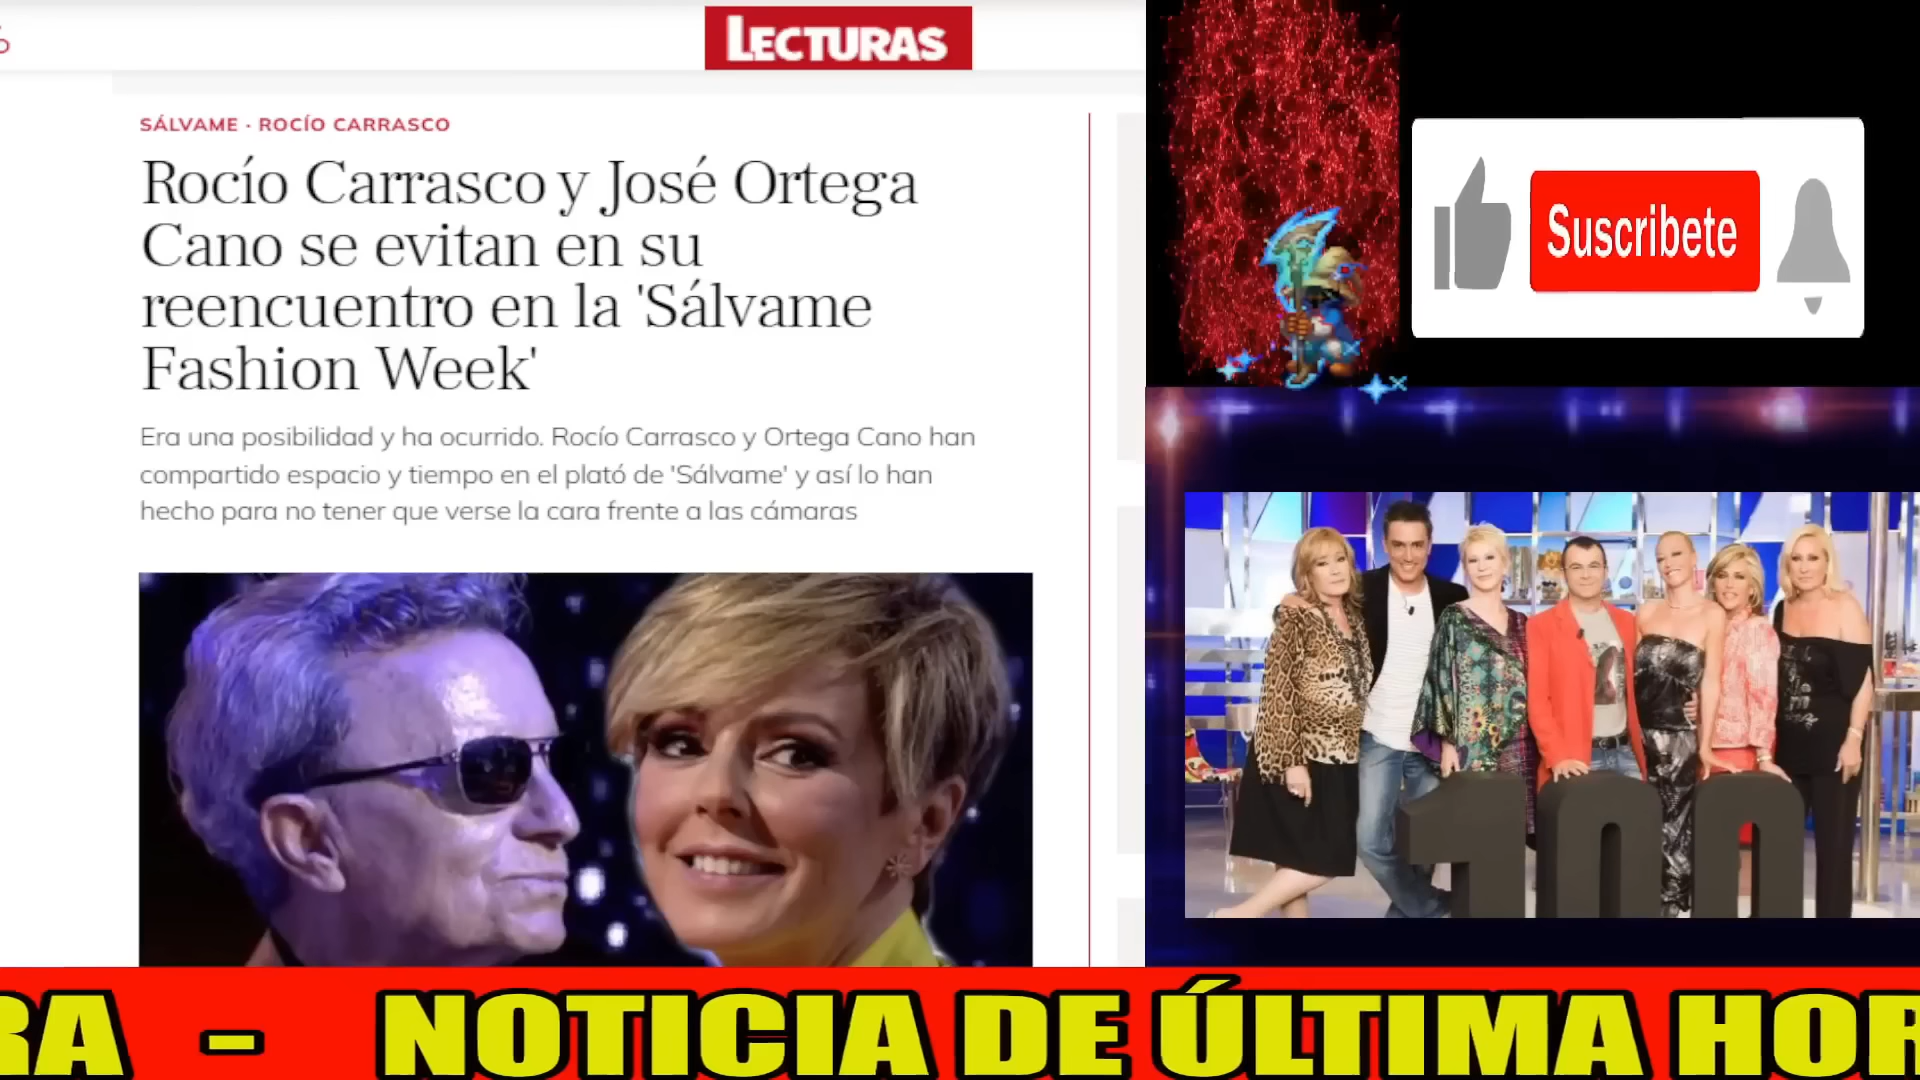 LECTURAS
SÁLVAME · ROCÍO CARRASCO
Rocío Carrasco y José Ortega
Cano se evitan en su
reencuentro en la 'Sálvame
Fashion Week'
Era una posibilidad y ha ocurrido. Rocío Carrasco y Ortega Cano han
compartido espacio y tiempo en el plató de 'Sálvame' y así lo han
hecho para no tener que verse la cara frente a las cámaras
Suscribete
100
RA - NOTICIA DE ÚLTIMA HOR